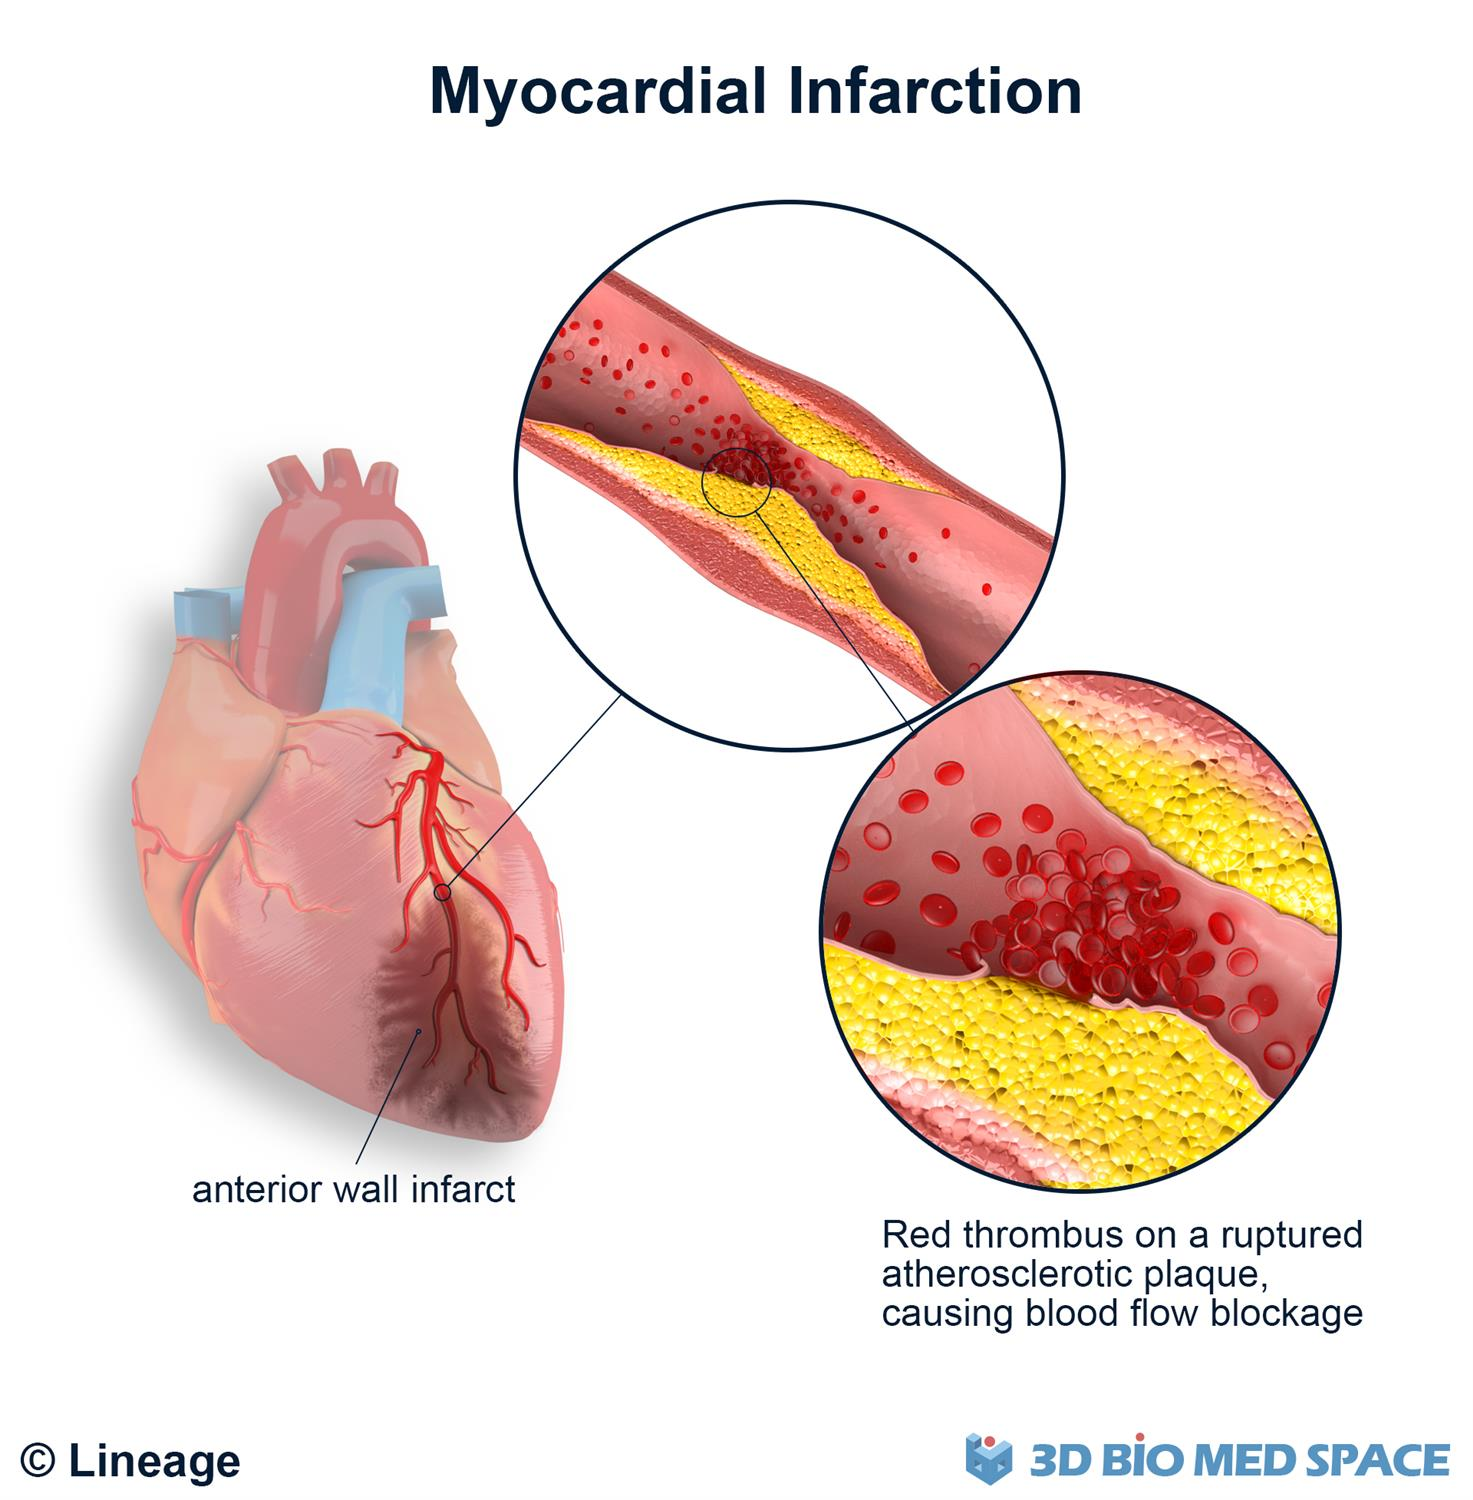 Myocardial Infarction
anterior wall infarct
Red thrombus on a ruptured
atherosclerotic plaque,
causing blood flow blockage
© Lineage
3D BIO MED SPACE